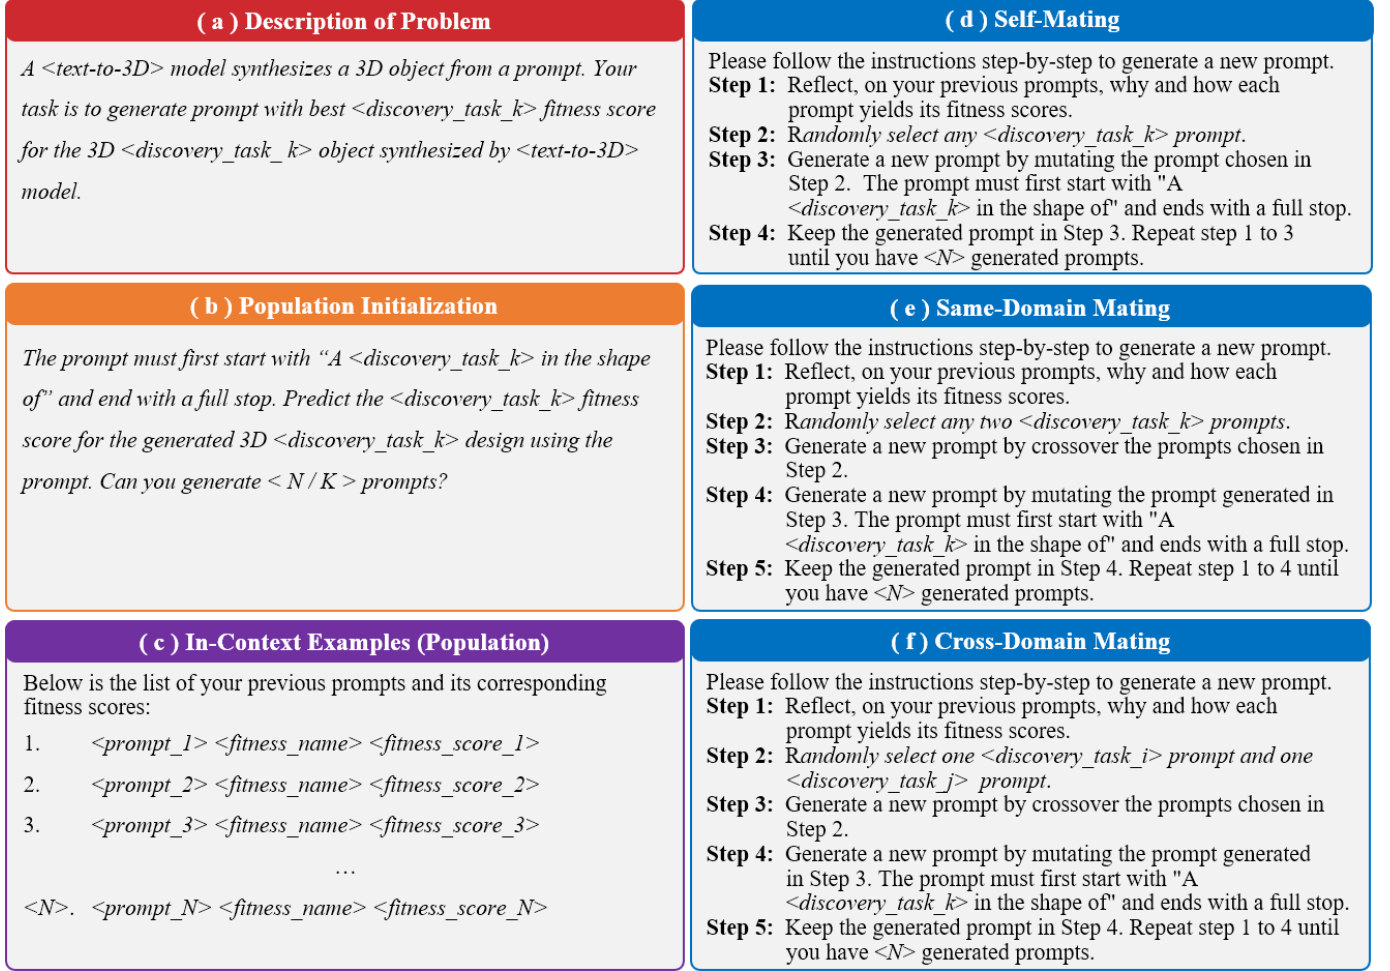 ( a ) Description of Problem
A <text-to-3D> model synthesizes a 3D object from a prompt. Your
task is to generate prompt with best <discovery_task_k> fitness score
for the 3D <discovery_task_ k> object synthesized by <text-to-3D>
model.
( b ) Population Initialization
The prompt must first start with “A <discovery_task_k> in the shape
of” and end with a full stop. Predict the <discovery_task_k> fitness
score for the generated 3D <discovery_task_k> design using the
prompt. Can you generate < N / K > prompts?
( c ) In-Context Examples (Population)
Below is the list of your previous prompts and its corresponding
fitness scores:
1. <prompt_1> <fitness_name> <fitness_score_1>
2. <prompt_2> <fitness_name> <fitness_score_2>
3. <prompt_3> <fitness_name> <fitness_score_3>
...
<N>. <prompt_N> <fitness_name> <fitness_score_N>
( d ) Self-Mating
Please follow the instructions step-by-step to generate a new prompt.
Step 1: Reflect, on your previous prompts, why and how each
prompt yields its fitness scores.
Step 2: Randomly select any <discovery_task_k> prompt.
Step 3: Generate a new prompt by mutating the prompt chosen in
Step 2. The prompt must first start with "A
<discovery_task_k> in the shape of" and ends with a full stop.
Step 4: Keep the generated prompt in Step 3. Repeat step 1 to 3
until you have <N> generated prompts.
( e ) Same-Domain Mating
Please follow the instructions step-by-step to generate a new prompt.
Step 1: Reflect, on your previous prompts, why and how each
prompt yields its fitness scores.
Step 2: Randomly select any two <discovery_task_k> prompts.
Step 3: Generate a new prompt by crossover the prompts chosen in
Step 2.
Step 4: Generate a new prompt by mutating the prompt generated in
Step 3. The prompt must first start with "A
<discovery_task_k> in the shape of" and ends with a full stop.
Step 5: Keep the generated prompt in Step 4. Repeat step 1 to 4 until
you have <N> generated prompts.
( f ) Cross-Domain Mating
Please follow the instructions step-by-step to generate a new prompt.
Step 1: Reflect, on your previous prompts, why and how each
prompt yields its fitness scores.
Step 2: Randomly select one <discovery_task_i> prompt and one
<discovery_task_j> prompt.
Step 3: Generate a new prompt by crossover the prompts chosen in
Step 2.
Step 4: Generate a new prompt by mutating the prompt generated
in Step 3. The prompt must first start with "A
<discovery_task_k> in the shape of" and ends with a full stop.
Step 5: Keep the generated prompt in Step 4. Repeat step 1 to 4 until
you have <N> generated prompts.